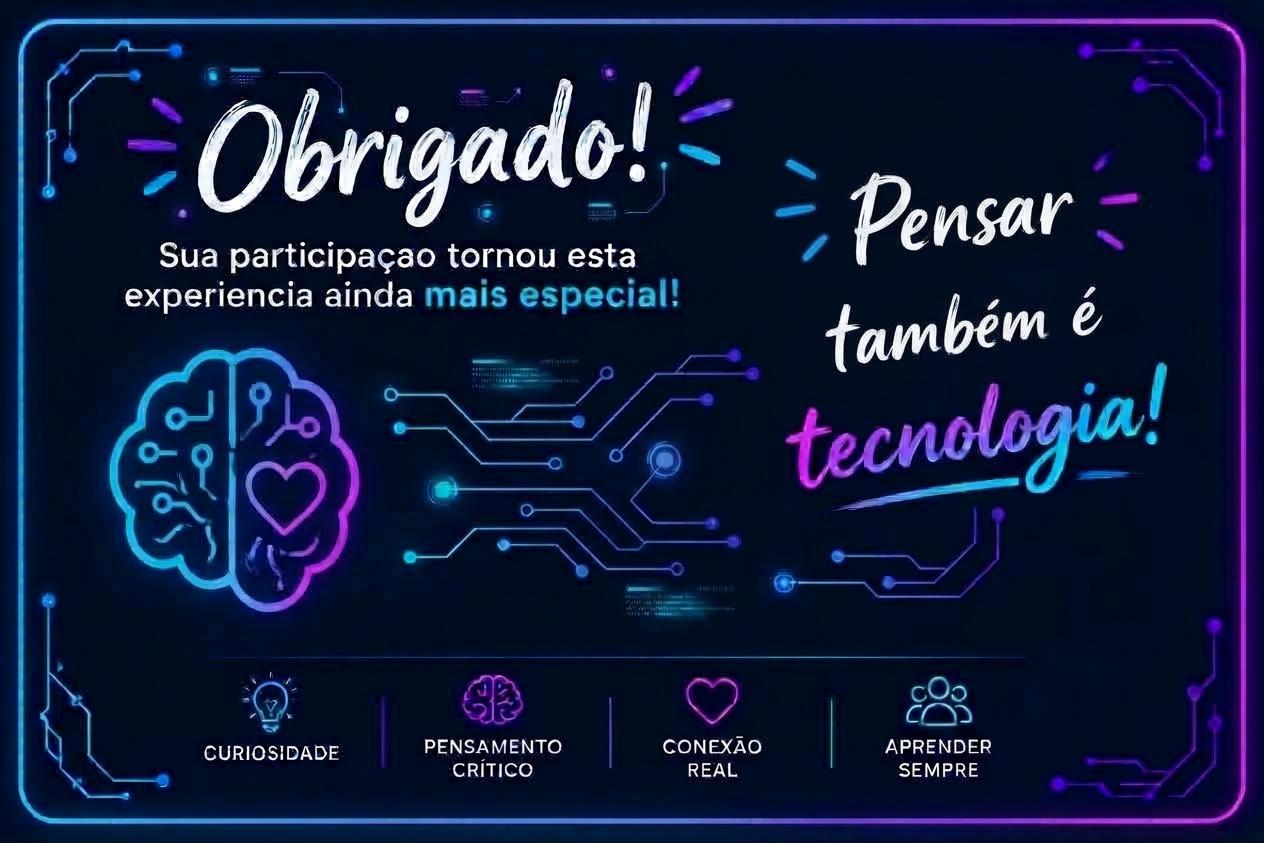 Obrigado!
Sua participaçao tornou esta
experiencia ainda mais especial!
Pensar
também é
tecnologia!
CURIOSIDADE
PENSAMENTO
CRÍTICO
CONEXÃO
REAL
APRENDER
SEMPRE